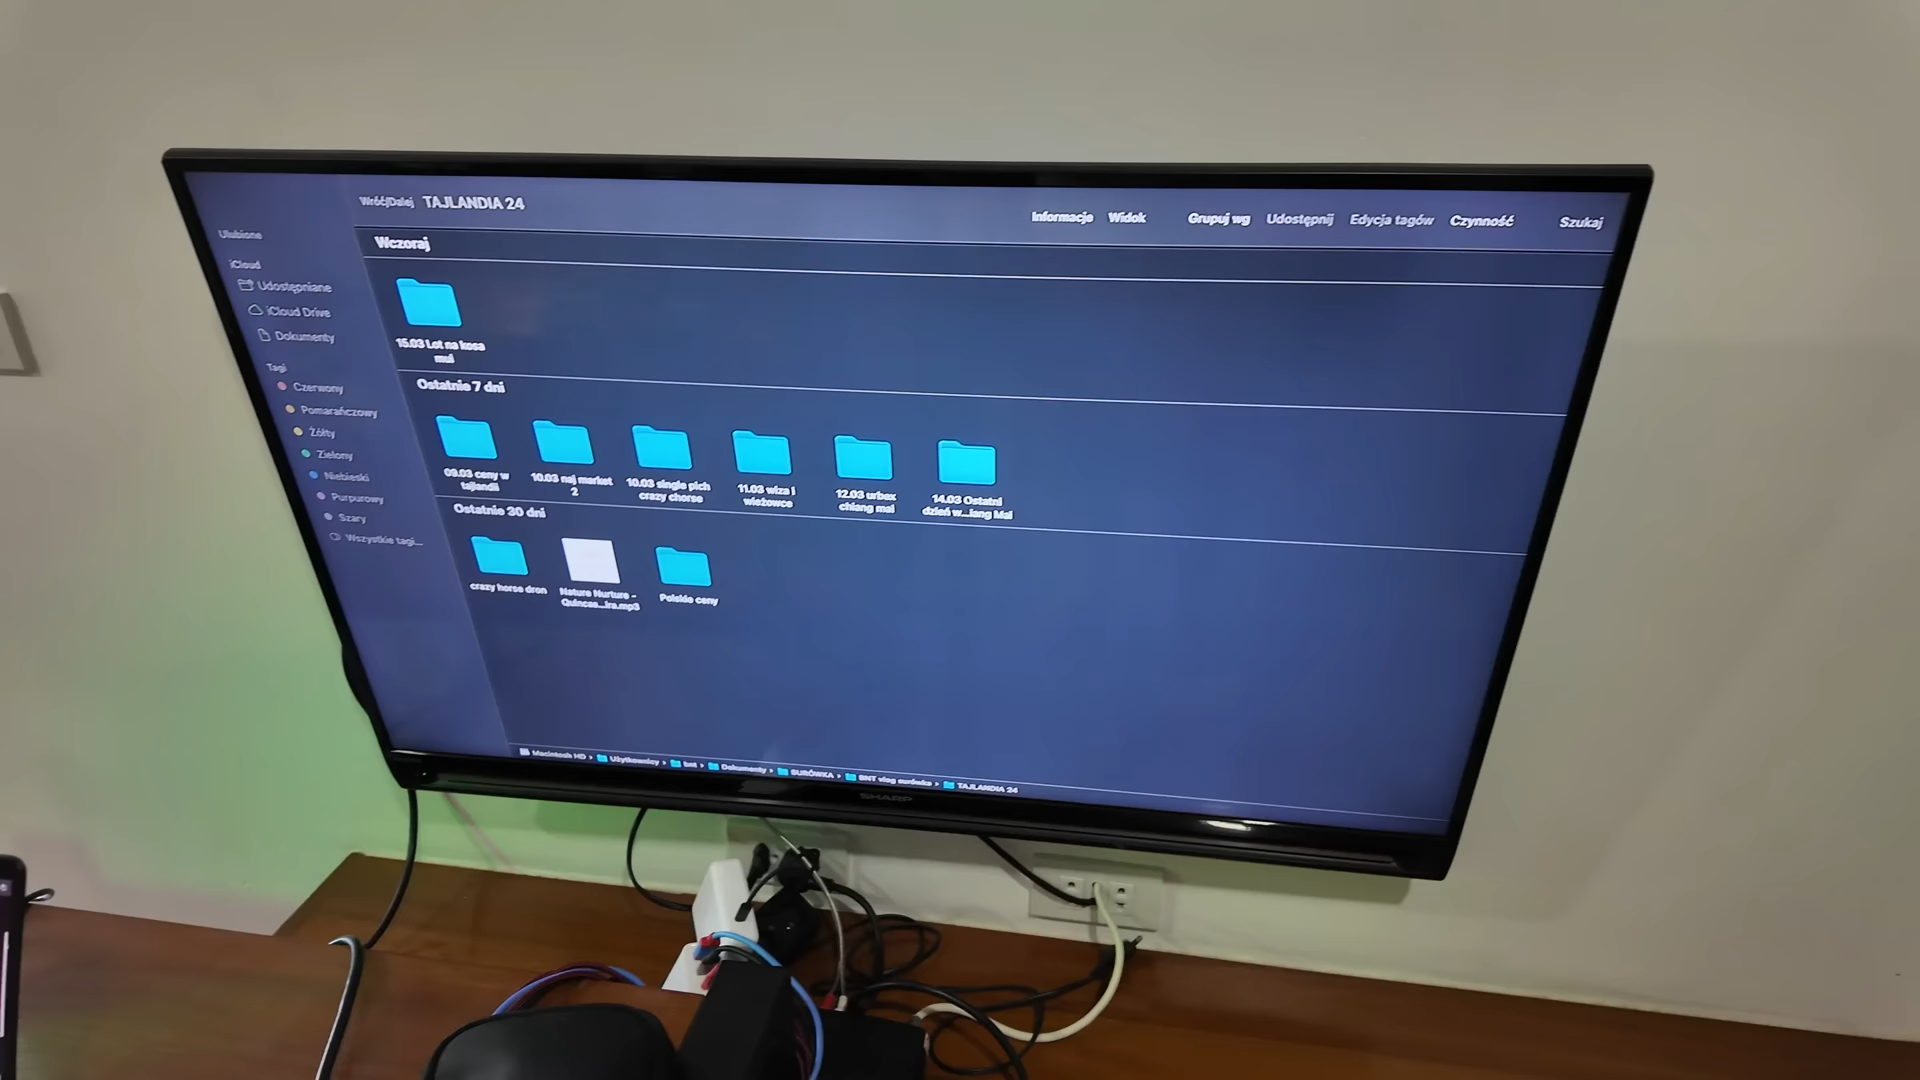 Wróć/Dalej TAJLANDIA 24
Informacje Widok Grupuj wg Udostępnij Edycja tagów Czynność Szukaj
Ulubione
iCloud
Udostępniane
iCloud Drive
Dokumenty
Tagi
Czerwony
Pomarańczowy
Żółty
Zielony
Niebieski
Purpurowy
Szary
Wszystkie tagi...
Wczoraj
15.03 Lot na kosa
mui
Ostatnie 7 dni
09.03 ceny w
tajlandii
10.03 naj market
2
10.03 single pich
crazy chorse
11.03 wiza i
wieżowce
12.03 urbex
chiang mai
14.03 Ostatni
dzień w...iang Mai
Ostatnie 30 dni
crazy horse dron
Nature Nurture -
Quincas...ira.mp3
Polskie ceny
Macintosh HD › Użytkownicy › bnt › Dokumenty › SURÓWKA › BNT vlog surówka › TAJLANDIA 24
SHARP